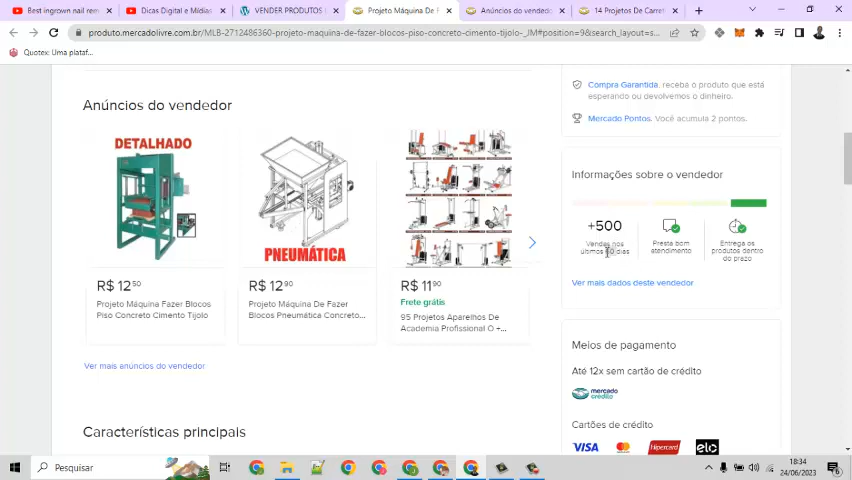 Best ingrown nail rem
Dicas Digital e Mídias
VENDER PRODUTOS
Projeto Máquina De F
Anúncios do vendedo
14 Projetos De Carret
produto.mercadolivre.com.br/MLB-2712486360-projeto-maquina-de-fazer-blocos-piso-concreto-cimento-tijolo-_JM#position=9&search_layout=s...
Quotex: Uma plataf...
Compra Garantida, receba o produto que está
esperando ou devolvemos o dinheiro.
Mercado Pontos. Você acumula 2 pontos.
Anúncios do vendedor
DETALHADO
PNEUMÁTICA
R$ 12 50
Projeto Máquina Fazer Blocos
Piso Concreto Cimento Tijolo
R$ 12 90
Projeto Máquina De Fazer
Blocos Pneumática Concreto...
R$ 11 90
Frete grátis
95 Projetos Aparelhos De
Academia Profissional O +...
Ver mais anúncios do vendedor
Características principais
Informações sobre o vendedor
+500
Vendas nos
últimos dias
Presta bom
atendimento
Entrega os
produtos dentro
do prazo
Ver mais dados deste vendedor
Meios de pagamento
Até 12x sem cartão de crédito
mercado
crédito
Cartões de crédito
VISA
mastercard
Hipercard
elo
Pesquisar
18:34
24/06/2023
6